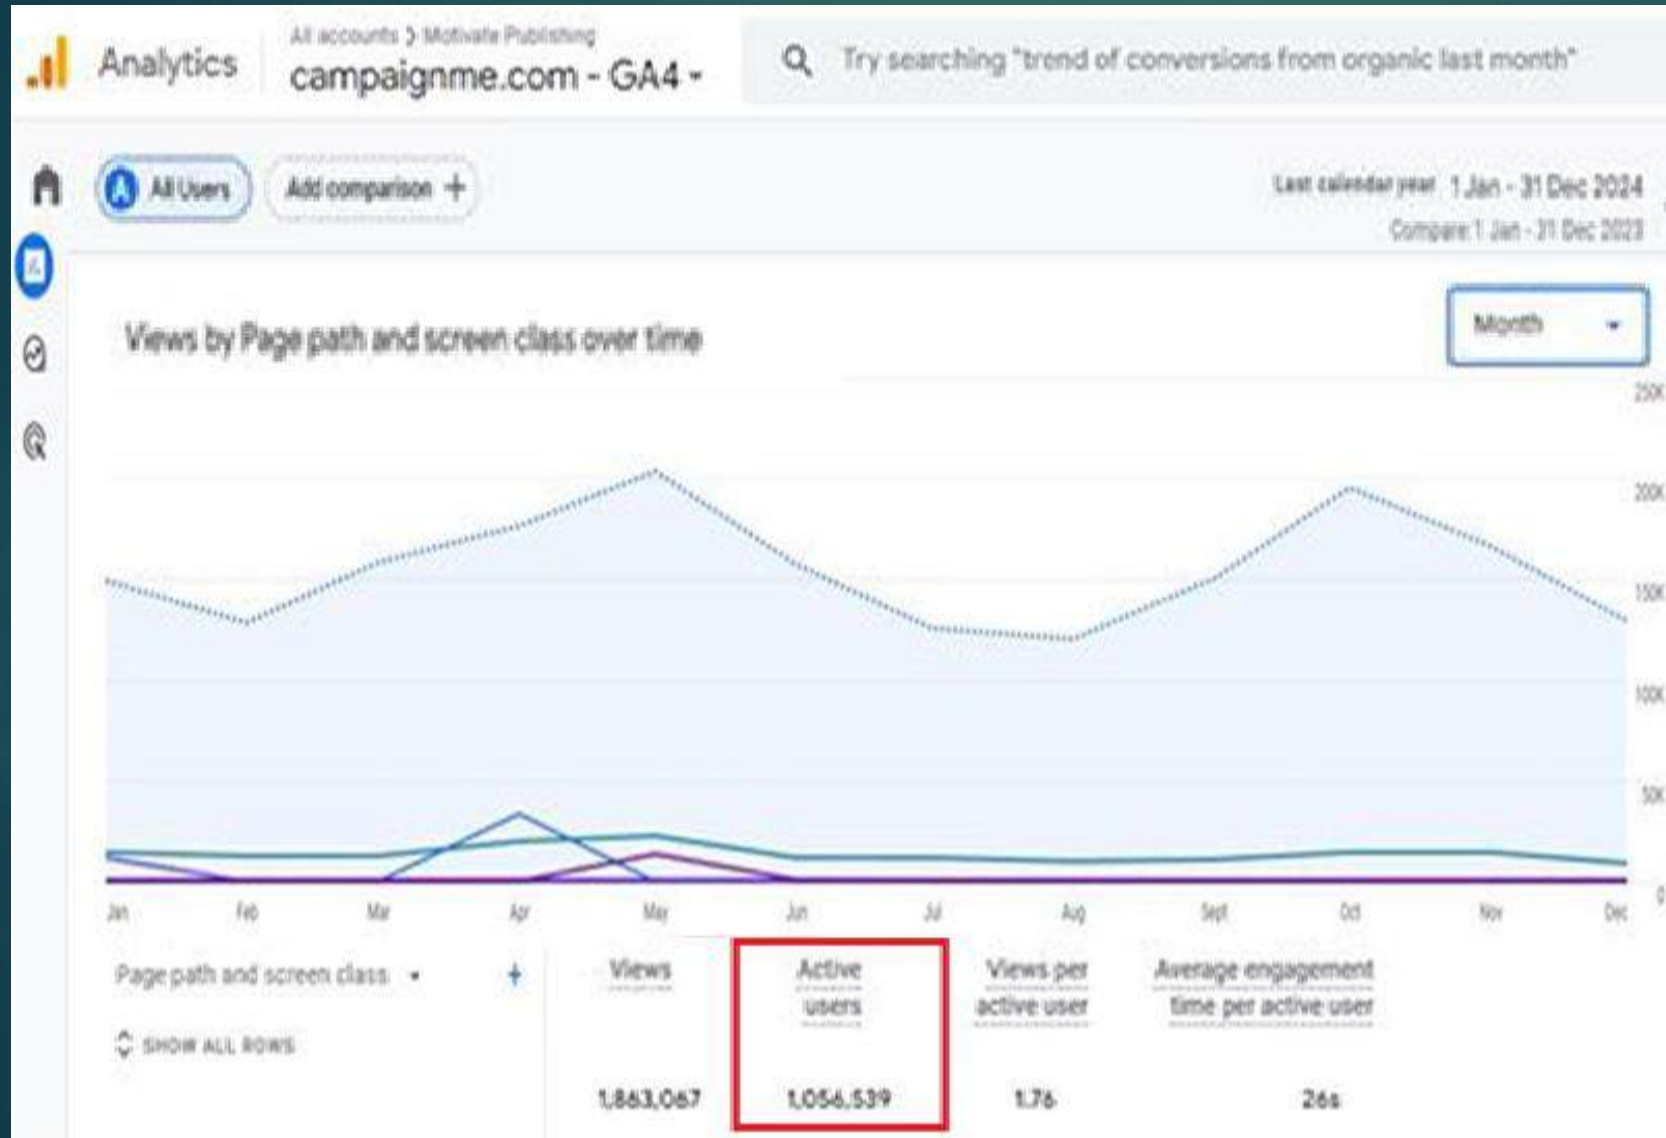 All accounts > Motivate Publishing
Analytics
campaignme.com - GA4
Try searching "trend of conversions from organic last month"
A All Users
Add comparison +
Last calendar year 1 Jan - 31 Dec 2024
Compare: 1 Jan - 31 Dec 2023
Views by Page path and screen class over time
Month
250K
200K
150K
100K
50K
0
Jan Feb Mar Apr May Jun Jul Aug Sept Oct Nov Dec
Page path and screen class +
SHOW ALL ROWS
Views
1,863,067
Active
users
1,056,539
Views per
active user
1.76
Average engagement
time per active user
26s